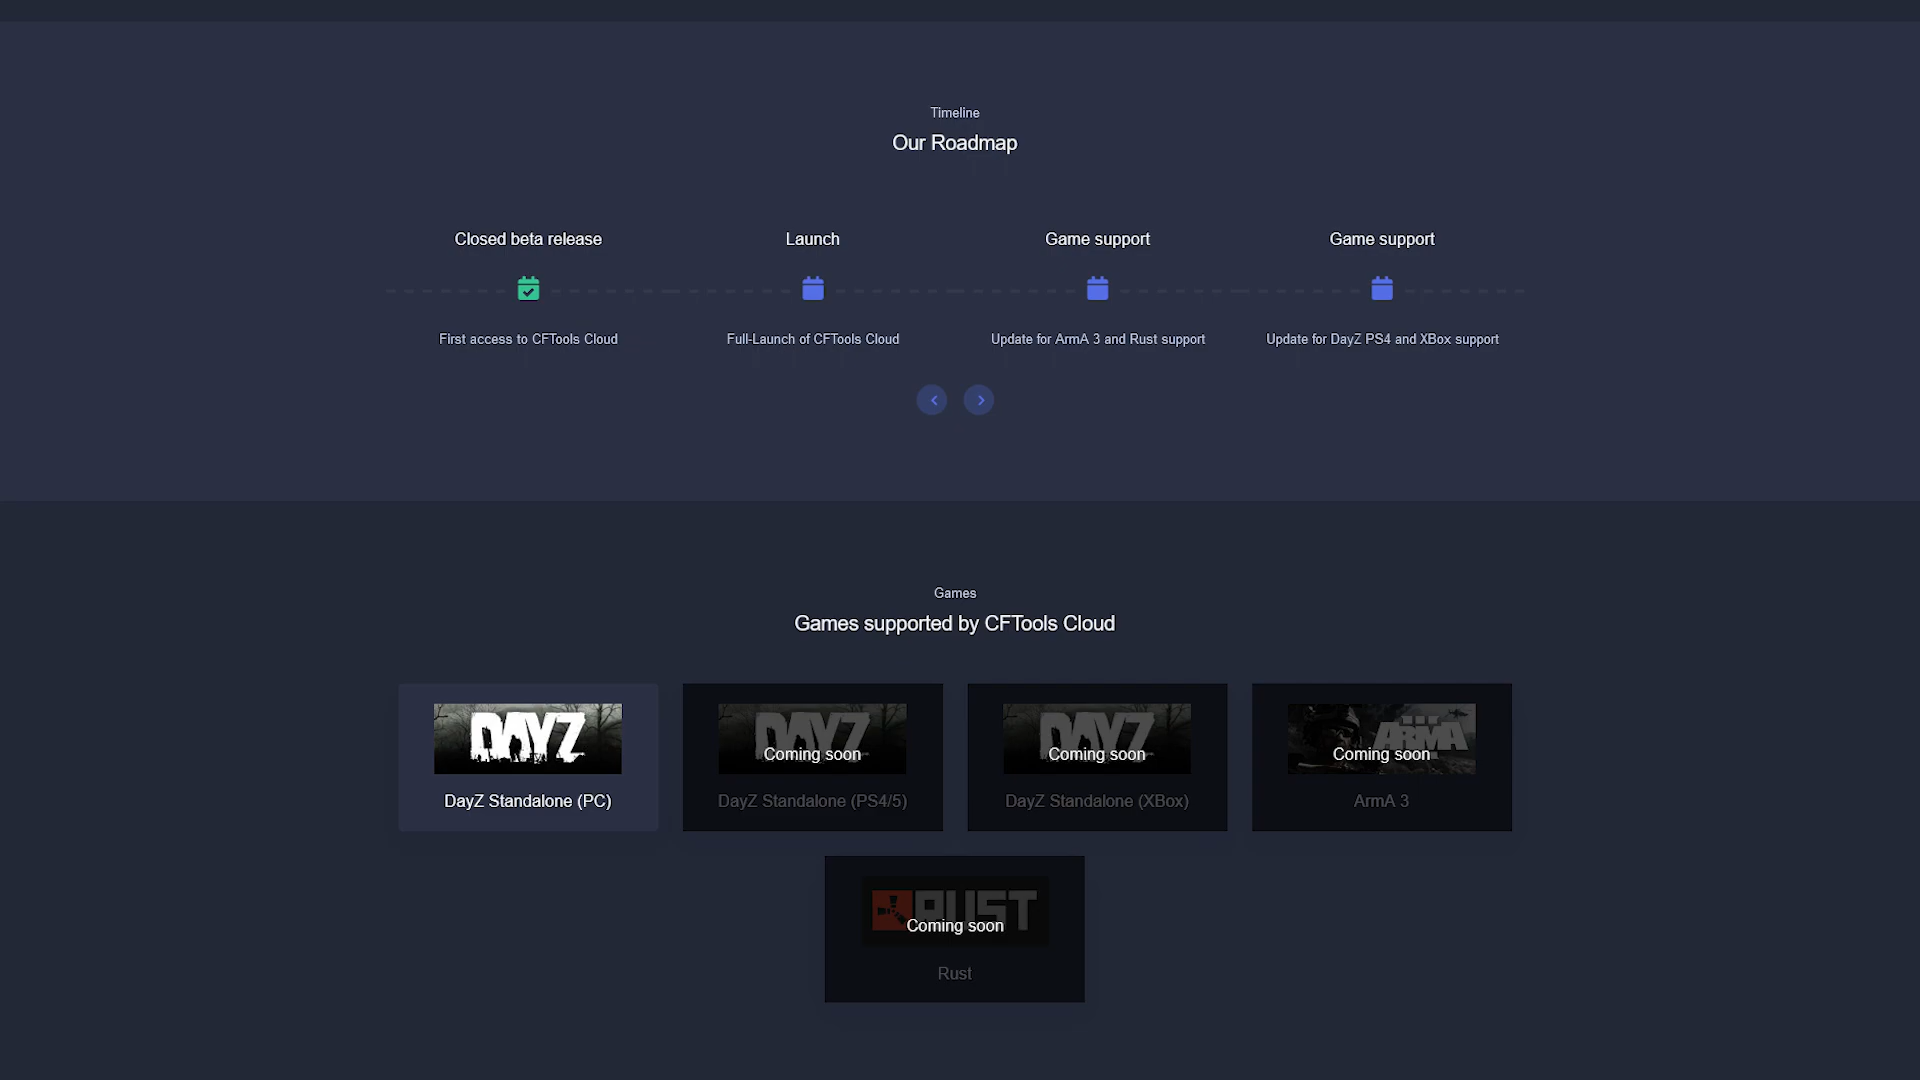 Timeline
Our Roadmap
Closed beta release
Launch
Game support
Game support
First access to CFTools Cloud
Full-Launch of CFTools Cloud
Update for ArmA 3 and Rust support
Update for DayZ PS4 and XBox support
Games
Games supported by CFTools Cloud
DAYZ
DAYZ
DAYZ
ARMA III
Coming soon
Coming soon
Coming soon
DayZ Standalone (PC)
DayZ Standalone (PS4/5)
DayZ Standalone (XBox)
ArmA 3
RUST
Coming soon
Rust